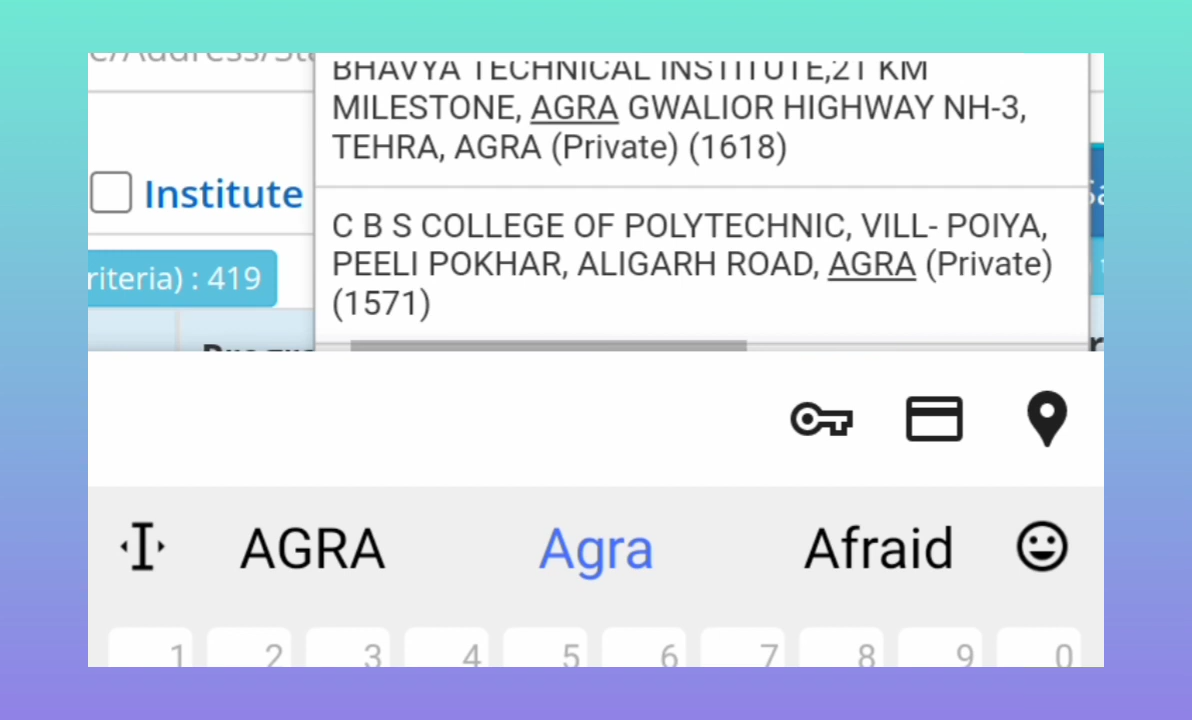 BHAVYA TECHNICAL INSTITUTE,21 KM
MILESTONE, AGRA GWALIOR HIGHWAY NH-3,
TEHRA, AGRA (Private) (1618)
Institute
C B S COLLEGE OF POLYTECHNIC, VILL- POIYA,
PEELI POKHAR, ALIGARH ROAD, AGRA (Private)
(1571)
riteria) : 419
AGRA Agra Afraid
1 2 3 4 5 6 7 8 9 0